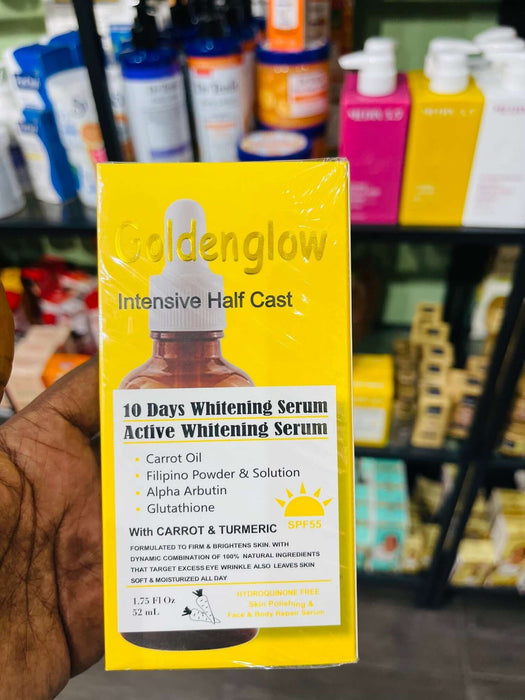 Goldenglow
Intensive Half Cast
10 Days Whitening Serum
Active Whitening Serum
• Carrot Oil
• Filipino Powder & Solution
• Alpha Arbutin
• Glutathione
SPF55
With CARROT & TURMERIC
FORMULATED TO FIRM & BRIGHTENS SKIN. WITH
DYNAMIC COMBINATION OF 100% NATURAL INGREDIENTS
THAT TARGET EXCESS EYE WRINKLE ALSO LEAVES SKIN
SOFT & MOISTURIZED ALL DAY
1.75 Fl Oz
52 mL
HYDROQUINONE FREE
Skin Polishing &
Face & Body Repair Serum